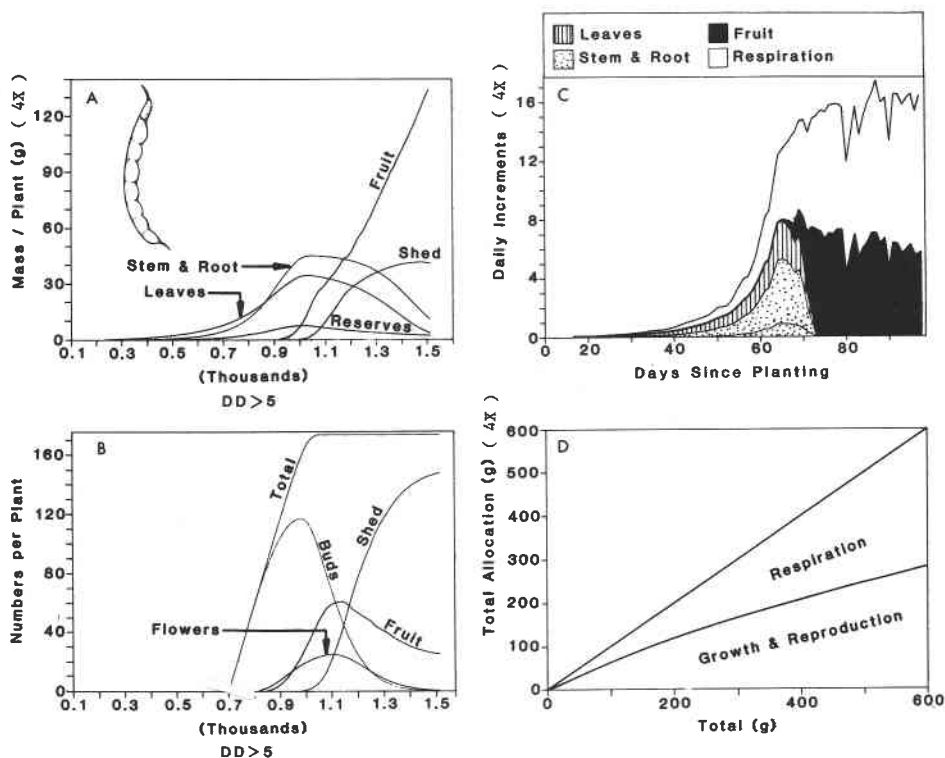 A
Mass / Plant (g) ( 4X )
120
90
60
30
0
Fruit
Shed
Stem & Root
Leaves
Reserves
0.1 0.3 0.5 0.7 0.9 1.1 1.3 1.5
(Thousands)
DD>5
Leaves
Fruit
Stem & Root
Respiration
C
Daily Increments ( 4X )
16
12
8
4
0
0 20 40 60 80
Days Since Planting
B
Numbers per Plant
160
120
80
40
0
Total
Buds
Shed
Flowers
Fruit
0.1 0.3 0.5 0.7 0.9 1.1 1.3 1.5
(Thousands)
DD>5
D
Total Allocation (g) ( 4X )
600
500
400
300
200
100
0
Respiration
Growth & Reproduction
0 200 400 600
Total (g)